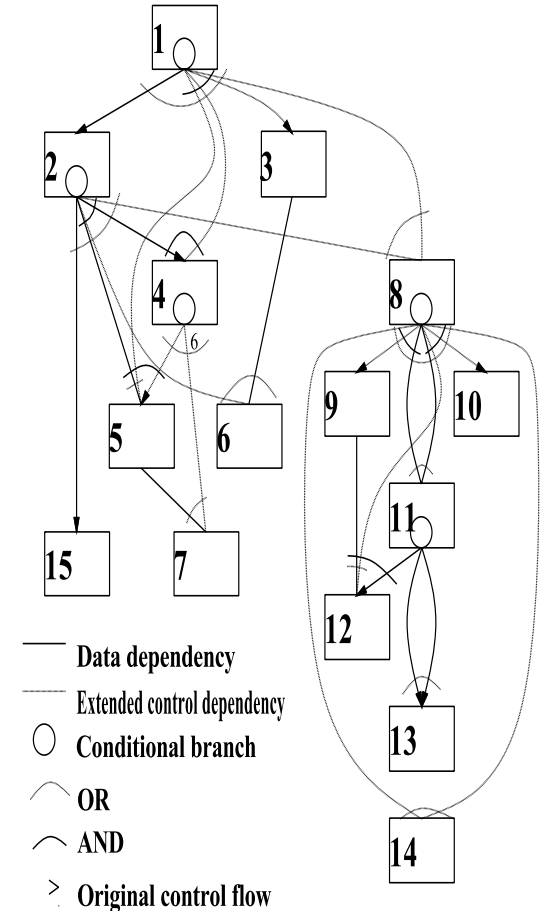 1
2
3
4
8
6
9
10
5
6
11
15
7
12
13
14
Data dependency
Extended control dependency
Conditional branch
OR
AND
Original control flow